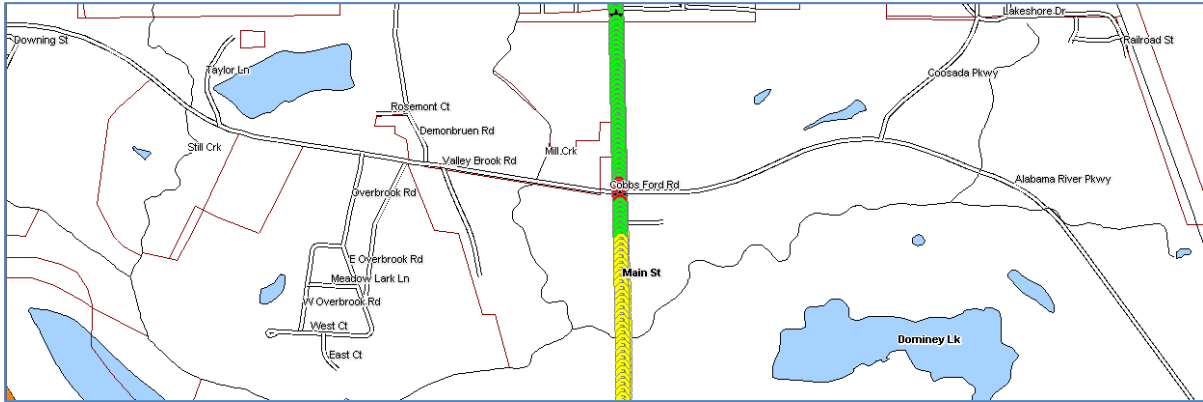 Lakeshore Dr
Downing St
Railroad St
Taylor Ln
Coosada Pkwy
Rosemont Ct
Demonbruen Rd
Still Crk
Mill Crk
Valley Brook Rd
Alabama River Pkwy
Cobbs Ford Rd
Overbrook Rd
E Overbrook Rd
Main St
Meadow Lark Ln
W Overbrook Rd
West Ct
Dominey Lk
East Ct